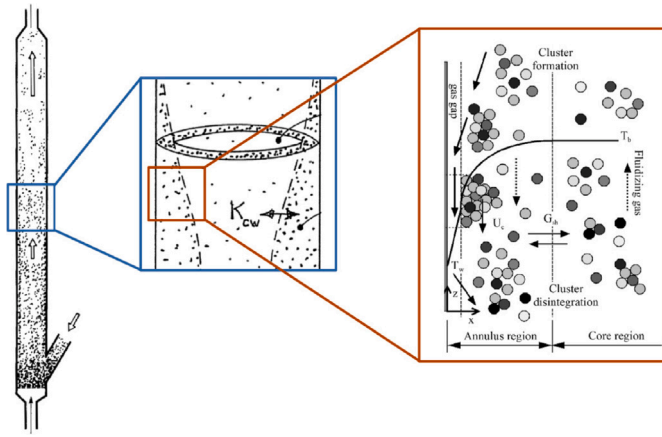 K_cw
Cluster
formation
gas gap
T_b
Fluidizing gas
U_c
G_sh
T_w
Cluster
disintegration
z
x
Annulus region
Core region